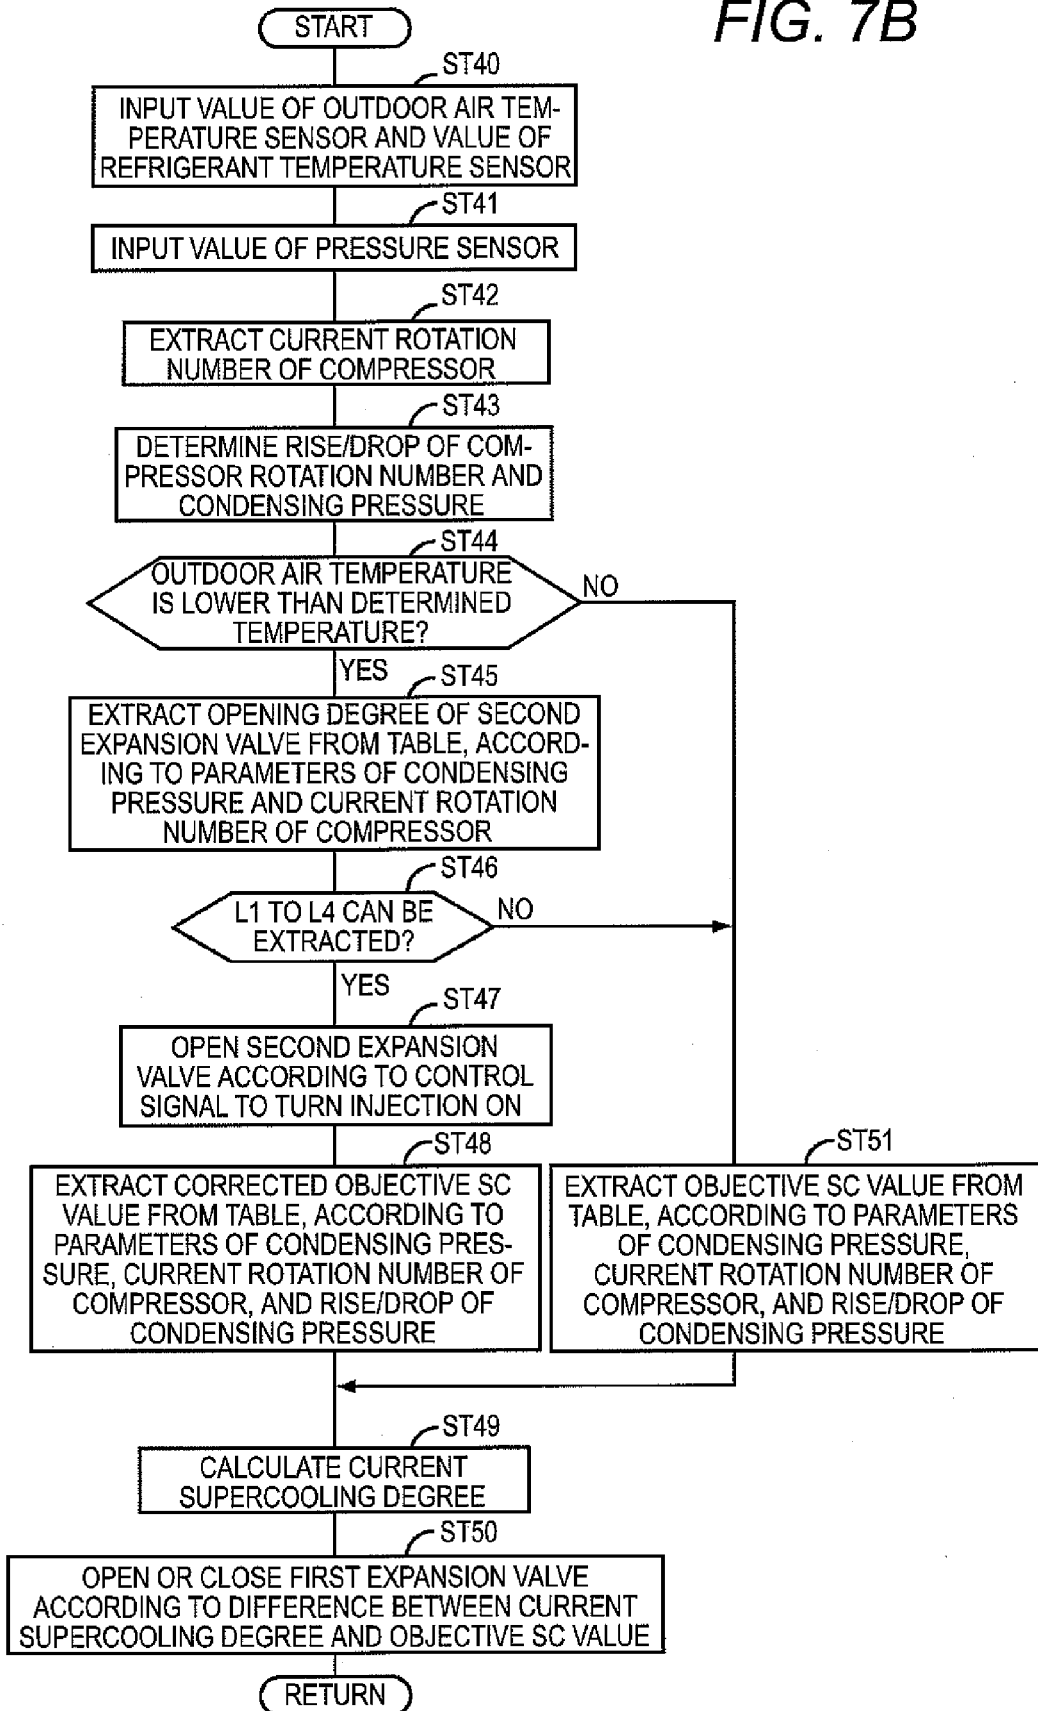 FIG. 7B
START
ST40
INPUT VALUE OF OUTDOOR AIR TEM-
PERATURE SENSOR AND VALUE OF
REFRIGERANT TEMPERATURE SENSOR
ST41
INPUT VALUE OF PRESSURE SENSOR
ST42
EXTRACT CURRENT ROTATION
NUMBER OF COMPRESSOR
ST43
DETERMINE RISE/DROP OF COM-
PRESSOR ROTATION NUMBER AND
CONDENSING PRESSURE
ST44
OUTDOOR AIR TEMPERATURE
IS LOWER THAN DETERMINED
TEMPERATURE?
NO
YES
ST45
EXTRACT OPENING DEGREE OF SECOND
EXPANSION VALVE FROM TABLE, ACCORD-
ING TO PARAMETERS OF CONDENSING
PRESSURE AND CURRENT ROTATION
NUMBER OF COMPRESSOR
ST46
L1 TO L4 CAN BE
EXTRACTED?
NO
YES
ST47
OPEN SECOND EXPANSION
VALVE ACCORDING TO CONTROL
SIGNAL TO TURN INJECTION ON
ST48
EXTRACT CORRECTED OBJECTIVE SC
VALUE FROM TABLE, ACCORDING TO
PARAMETERS OF CONDENSING PRES-
SURE, CURRENT ROTATION NUMBER OF
COMPRESSOR, AND RISE/DROP OF
CONDENSING PRESSURE
ST51
EXTRACT OBJECTIVE SC VALUE FROM
TABLE, ACCORDING TO PARAMETERS
OF CONDENSING PRESSURE,
CURRENT ROTATION NUMBER OF
COMPRESSOR, AND RISE/DROP OF
CONDENSING PRESSURE
ST49
CALCULATE CURRENT
SUPERCOOLING DEGREE
ST50
OPEN OR CLOSE FIRST EXPANSION VALVE
ACCORDING TO DIFFERENCE BETWEEN CURRENT
SUPERCOOLING DEGREE AND OBJECTIVE SC VALUE
RETURN